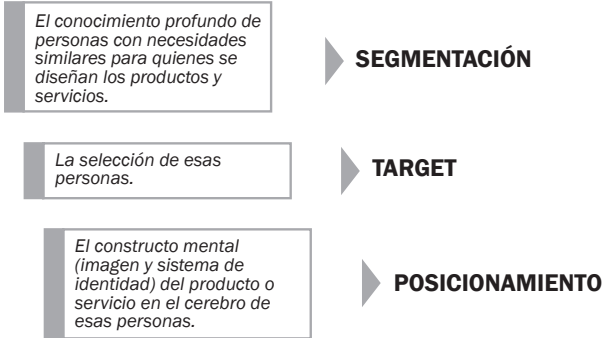 El conocimiento profundo de
personas con necesidades
similares para quienes se
diseñan los productos y
servicios.
SEGMENTACIÓN
La selección de esas
personas.
TARGET
El constructo mental
(imagen y sistema de
identidad) del producto o
servicio en el cerebro de
esas personas.
POSICIONAMIENTO